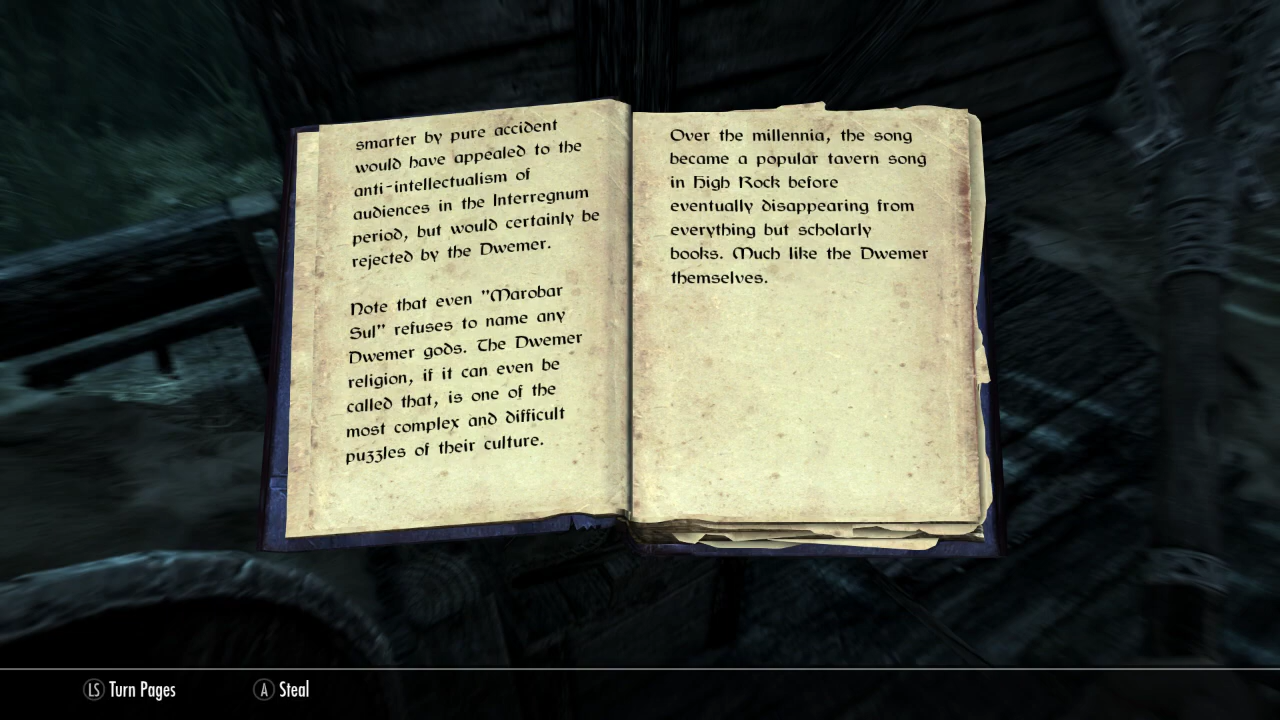 smarter by pure accident
would have appealed to the
anti-intellectualism of
audiences in the Interregnum
period, but would certainly be
rejected by the Dwemer.
Note that even "Marobar
Sul" refuses to name any
Dwemer gods. The Dwemer
religion, if it can even be
called that, is one of the
most complex and difficult
puzzles of their culture.
Over the millennia, the song
became a popular tavern song
in High Rock before
eventually disappearing from
everything but scholarly
books. Much like the Dwemer
themselves.
LS Turn Pages
A Steal